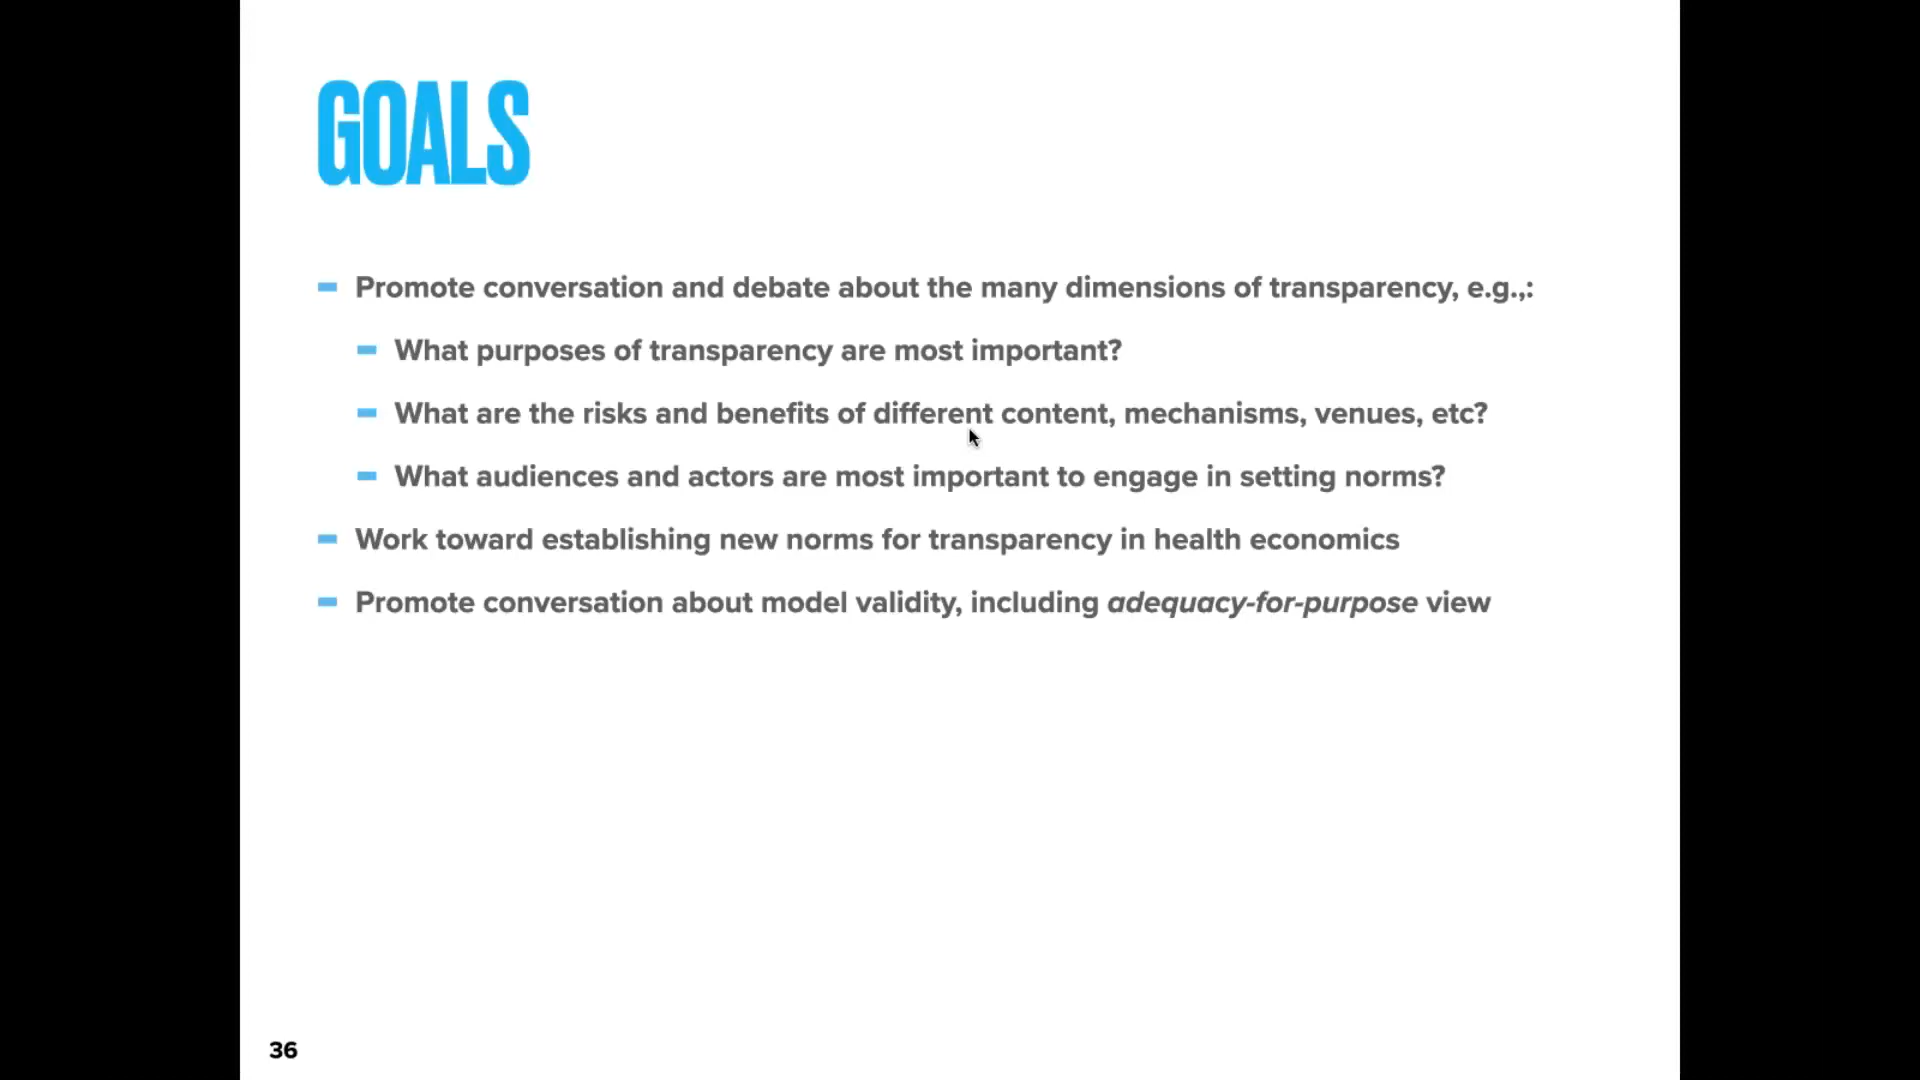 GOALS
Promote conversation and debate about the many dimensions of transparency, e.g.,:
What purposes of transparency are most important?
What are the risks and benefits of different content, mechanisms, venues, etc?
What audiences and actors are most important to engage in setting norms?
Work toward establishing new norms for transparency in health economics
Promote conversation about model validity, including adequacy-for-purpose view
36